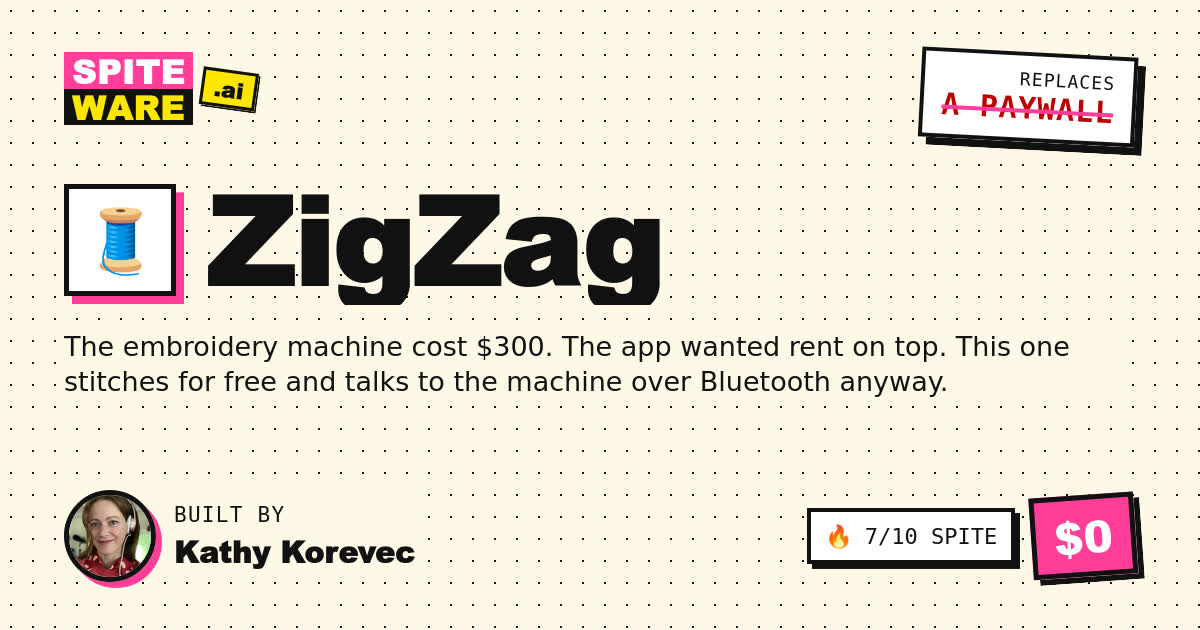 SPITE
WARE
.ai
REPLACES
A PAYWALL
ZigZag
The embroidery machine cost $300. The app wanted rent on top. This one
stitches for free and talks to the machine over Bluetooth anyway.
BUILT BY
Kathy Korevec
🔥 7/10 SPITE
$0